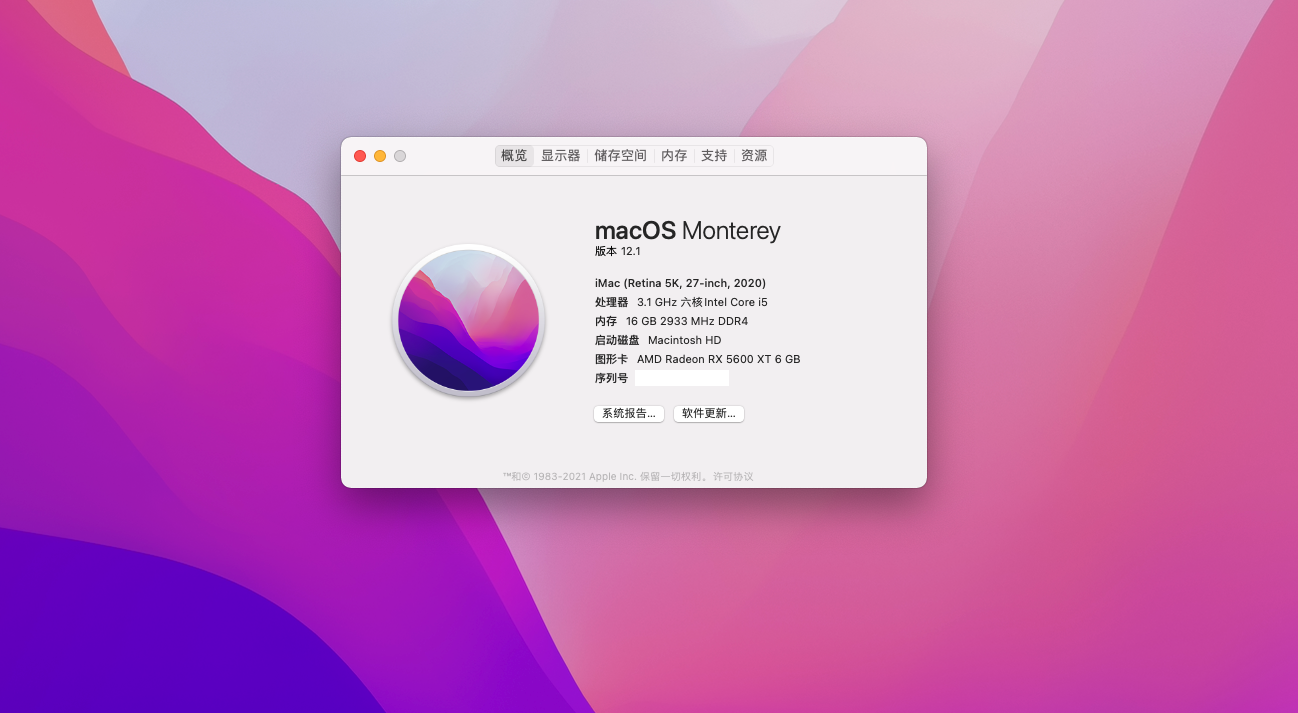 概览 显示器 储存空间 内存 支持 资源
macOS Monterey
版本 12.1
iMac (Retina 5K, 27-inch, 2020)
处理器 3.1 GHz 六核Intel Core i5
内存 16 GB 2933 MHz DDR4
启动磁盘 Macintosh HD
图形卡 AMD Radeon RX 5600 XT 6 GB
序列号
系统报告... 软件更新...
™和© 1983-2021 Apple Inc. 保留一切权利。许可协议